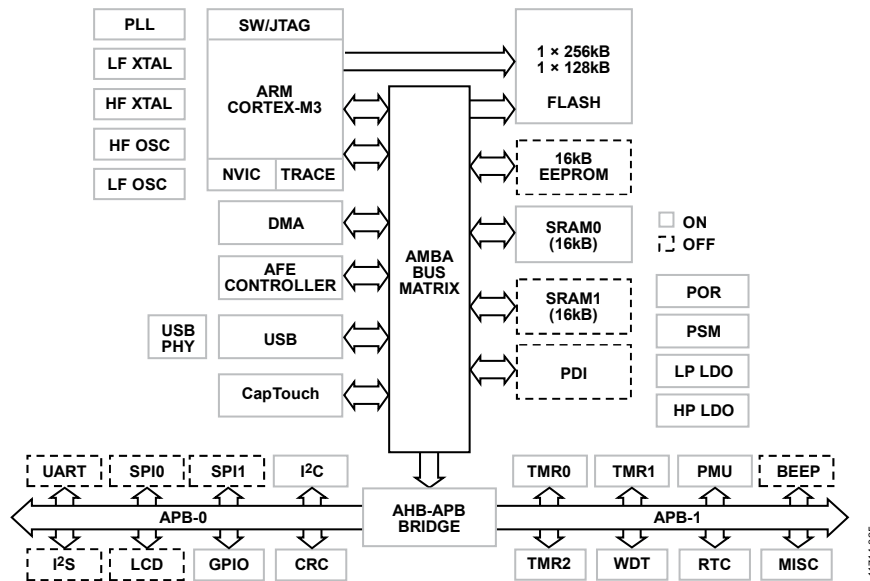 PLL
LF XTAL
HF XTAL
HF OSC
LF OSC
SW/JTAG
ARM
CORTEX-M3
NVIC
TRACE
DMA
AFE
CONTROLLER
USB
PHY
USB
CapTouch
AMBA
BUS
MATRIX
1 × 256kB
1 × 128kB
FLASH
16kB
EEPROM
SRAM0
(16kB)
SRAM1
(16kB)
PDI
ON
OFF
POR
PSM
LP LDO
HP LDO
UART
SPI0
SPI1
I²C
TMR0
TMR1
PMU
BEEP
APB-0
AHB-APB
BRIDGE
APB-1
I²S
LCD
GPIO
CRC
TMR2
WDT
RTC
MISC